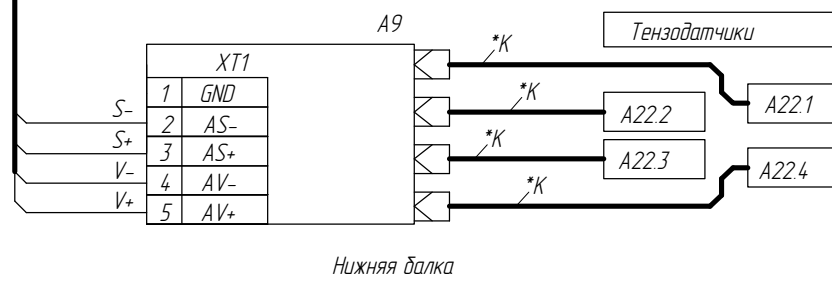 A9
Тензодатчики
*К
XT1
1 GND
A22.1
*К
S-
2 AS-
A22.2
S+
3 AS+
*К
A22.3
V-
4 AV-
*К
A22.4
V+
5 AV+
Нижняя балка